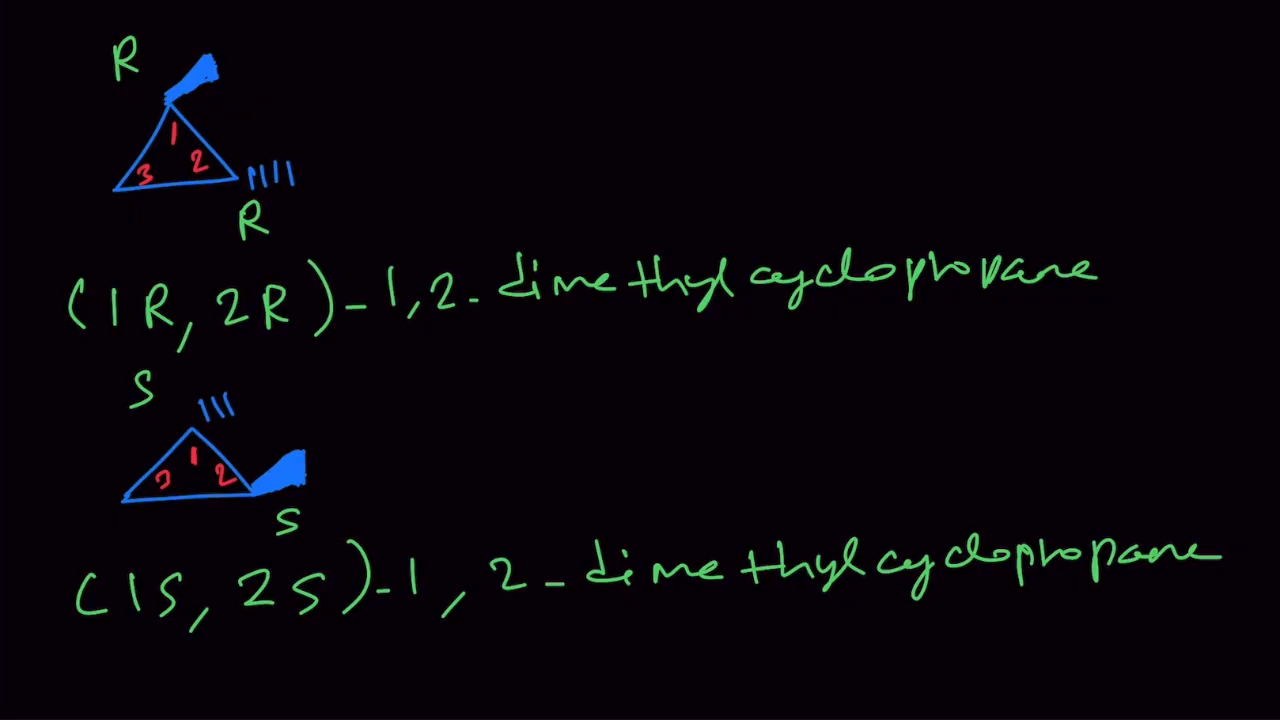 R
1
3 2
R
(1R, 2R)-1,2-dimethylcyclopropane
S
1
3 2
S
(1S, 2S)-1,2-dimethylcyclopropane